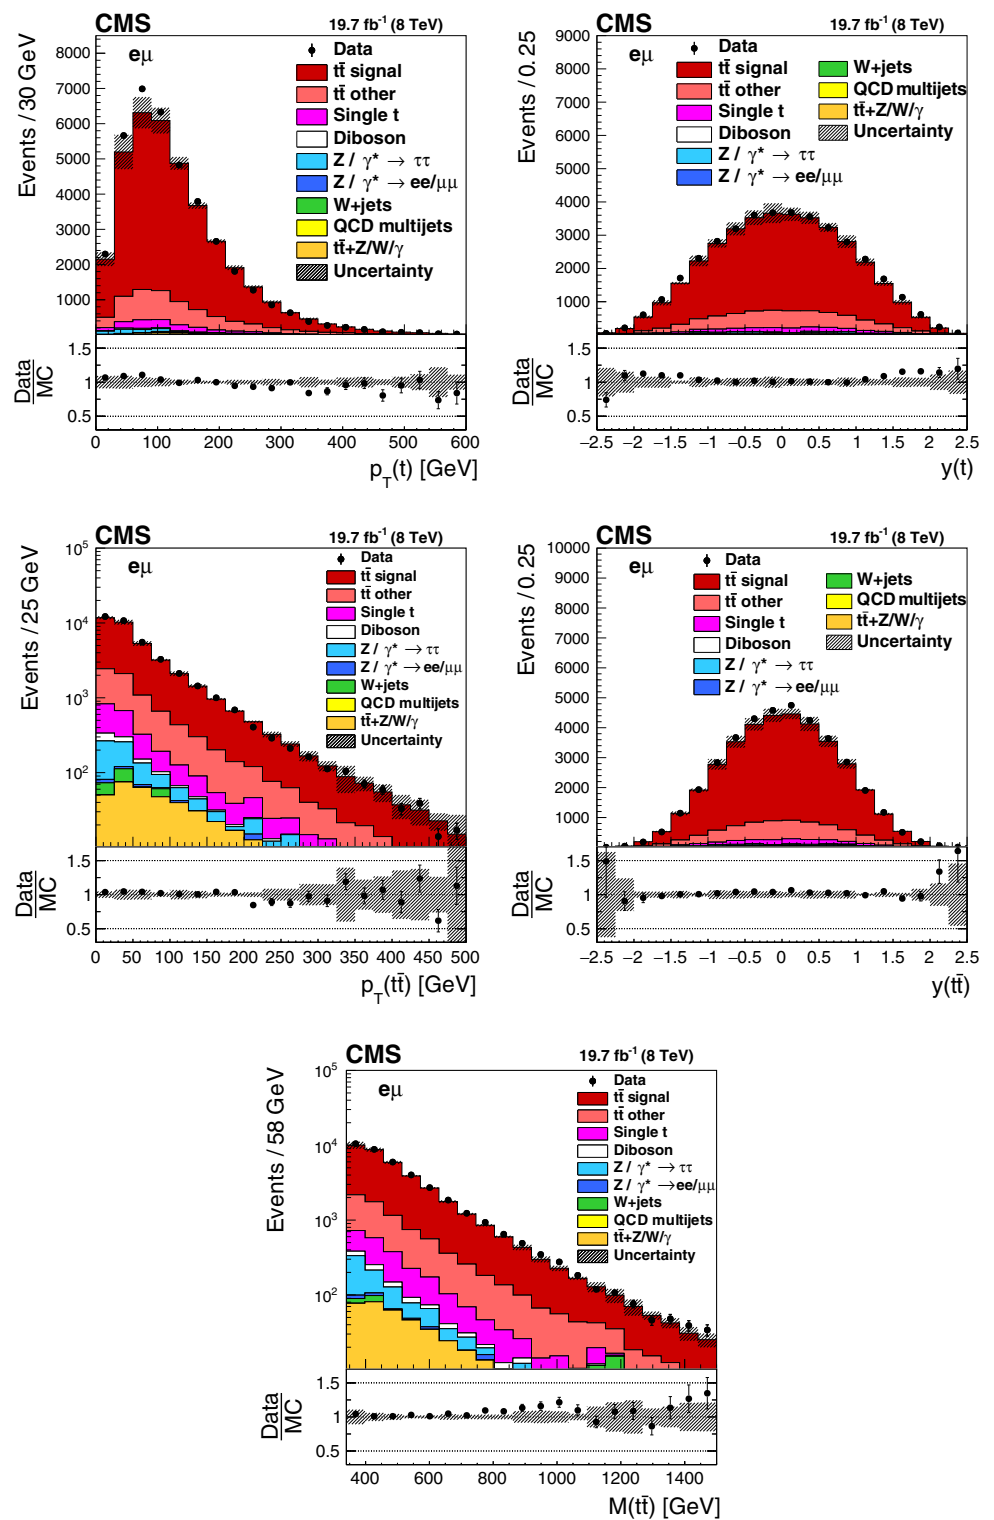 CMS
19.7 fb⁻¹ (8 TeV)
Events / 30 GeV
8000
7000
6000
5000
4000
3000
2000
1000
eμ
Data
tt̄ signal
tt̄ other
Single t
Diboson
Z / γ* → ττ
Z / γ* → ee/μμ
W+jets
QCD multijets
tt̄+Z/W/γ
Uncertainty
Data
MC
1.5
1
0.5
0 100 200 300 400 500 600
p_T(t) [GeV]
CMS
19.7 fb⁻¹ (8 TeV)
Events / 0.25
9000
8000
7000
6000
5000
4000
3000
2000
1000
0
eμ
Data
tt̄ signal
tt̄ other
Single t
Diboson
Z / γ* → ττ
Z / γ* → ee/μμ
W+jets
QCD multijets
tt̄+Z/W/γ
Uncertainty
Data
MC
1.5
1
0.5
−2.5 −2 −1.5 −1 −0.5 0 0.5 1 1.5 2 2.5
y(t)
CMS
19.7 fb⁻¹ (8 TeV)
Events / 25 GeV
10⁵
10⁴
10³
10²
eμ
Data
tt̄ signal
tt̄ other
Single t
Diboson
Z / γ* → ττ
Z / γ* → ee/μμ
W+jets
QCD multijets
tt̄+Z/W/γ
Uncertainty
Data
MC
1.5
1
0.5
0 50 100 150 200 250 300 350 400 450 500
p_T(tt̄) [GeV]
CMS
19.7 fb⁻¹ (8 TeV)
Events / 0.25
10000
9000
8000
7000
6000
5000
4000
3000
2000
1000
0
eμ
Data
tt̄ signal
tt̄ other
Single t
Diboson
Z / γ* → ττ
Z / γ* → ee/μμ
W+jets
QCD multijets
tt̄+Z/W/γ
Uncertainty
Data
MC
1.5
1
0.5
−2.5 −2 −1.5 −1 −0.5 0 0.5 1 1.5 2 2.5
y(tt̄)
CMS
19.7 fb⁻¹ (8 TeV)
Events / 58 GeV
10⁵
10⁴
10³
10²
eμ
Data
tt̄ signal
tt̄ other
Single t
Diboson
Z / γ* → ττ
Z / γ* → ee/μμ
W+jets
QCD multijets
tt̄+Z/W/γ
Uncertainty
Data
MC
1.5
1
0.5
400 600 800 1000 1200 1400
M(tt̄) [GeV]